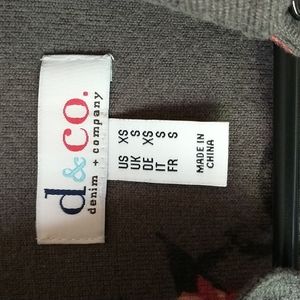 d&co.
denim + company
US XS
UK S
DE XS
IT S
FR S
MADE IN
CHINA